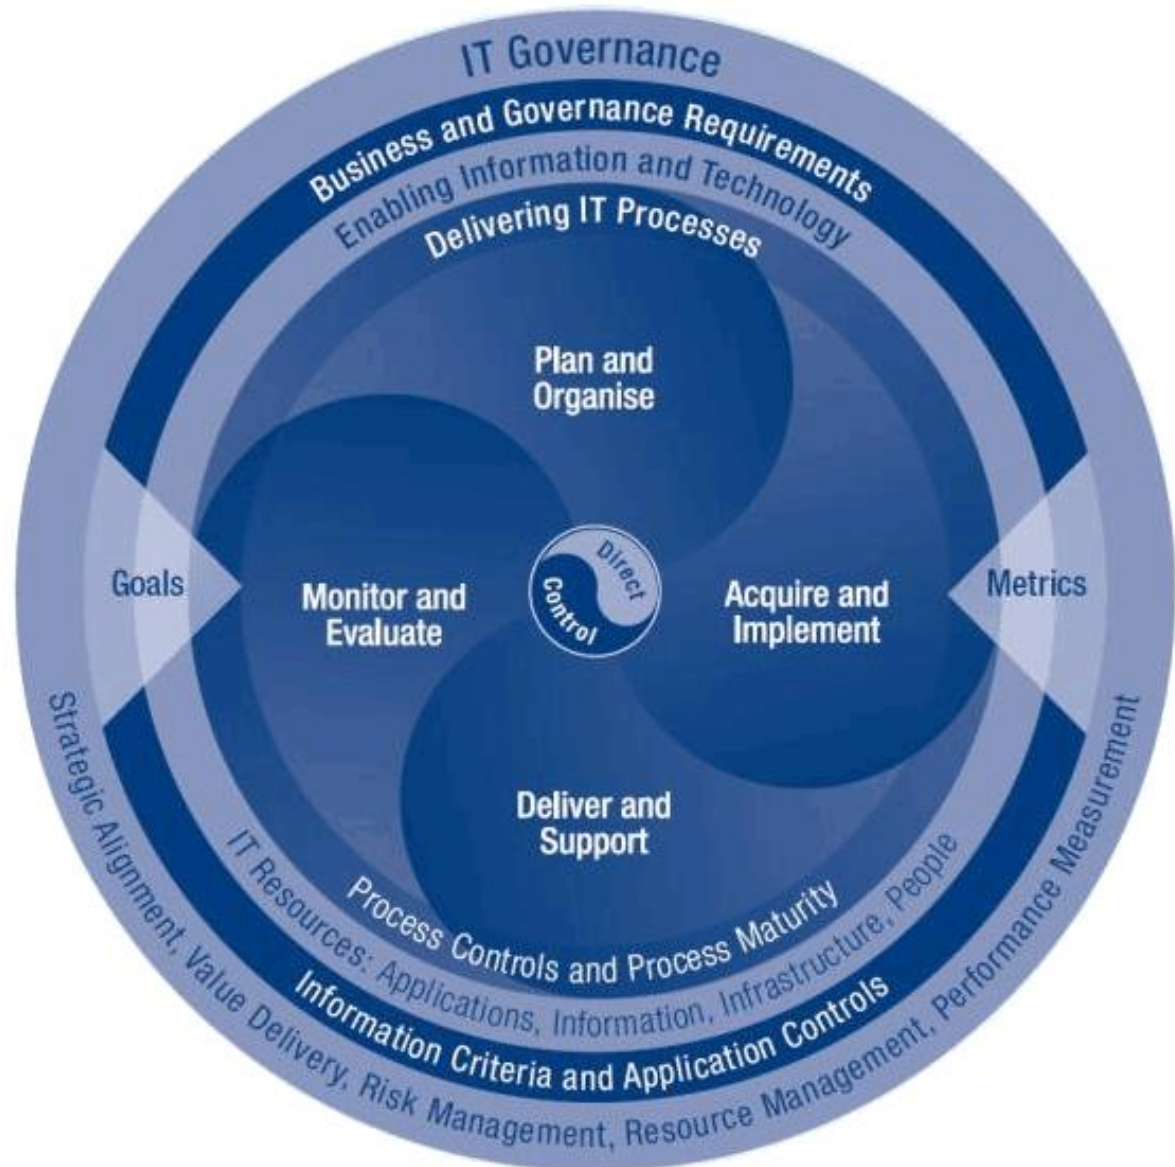 IT Governance
Business and Governance Requirements
Enabling Information and Technology
Delivering IT Processes
Plan and
Organise
Direct
Control
Goals
Monitor and
Evaluate
Acquire and
Implement
Metrics
Deliver and
Support
Process Controls and Process Maturity
IT Resources: Applications, Information, Infrastructure, People
Information Criteria and Application Controls
Strategic Alignment, Value Delivery, Risk Management, Resource Management, Performance Measurement